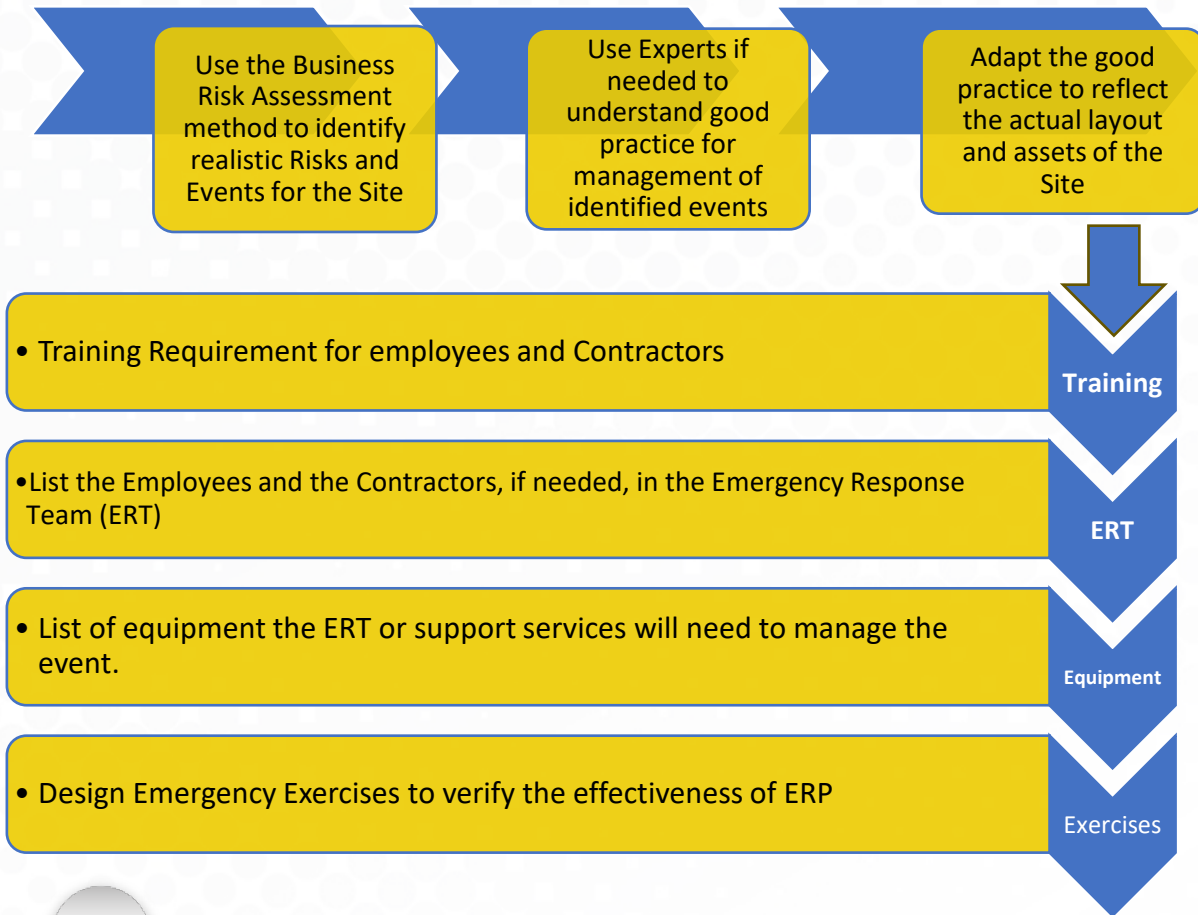 Use the Business
Risk Assessment
method to identify
realistic Risks and
Events for the Site
Use Experts if
needed to
understand good
practice for
management of
identified events
Adapt the good
practice to reflect
the actual layout
and assets of the
Site
• Training Requirement for employees and Contractors
Training
•List the Employees and the Contractors, if needed, in the Emergency Response
Team (ERT)
ERT
• List of equipment the ERT or support services will need to manage the
event.
Equipment
• Design Emergency Exercises to verify the effectiveness of ERP
Exercises